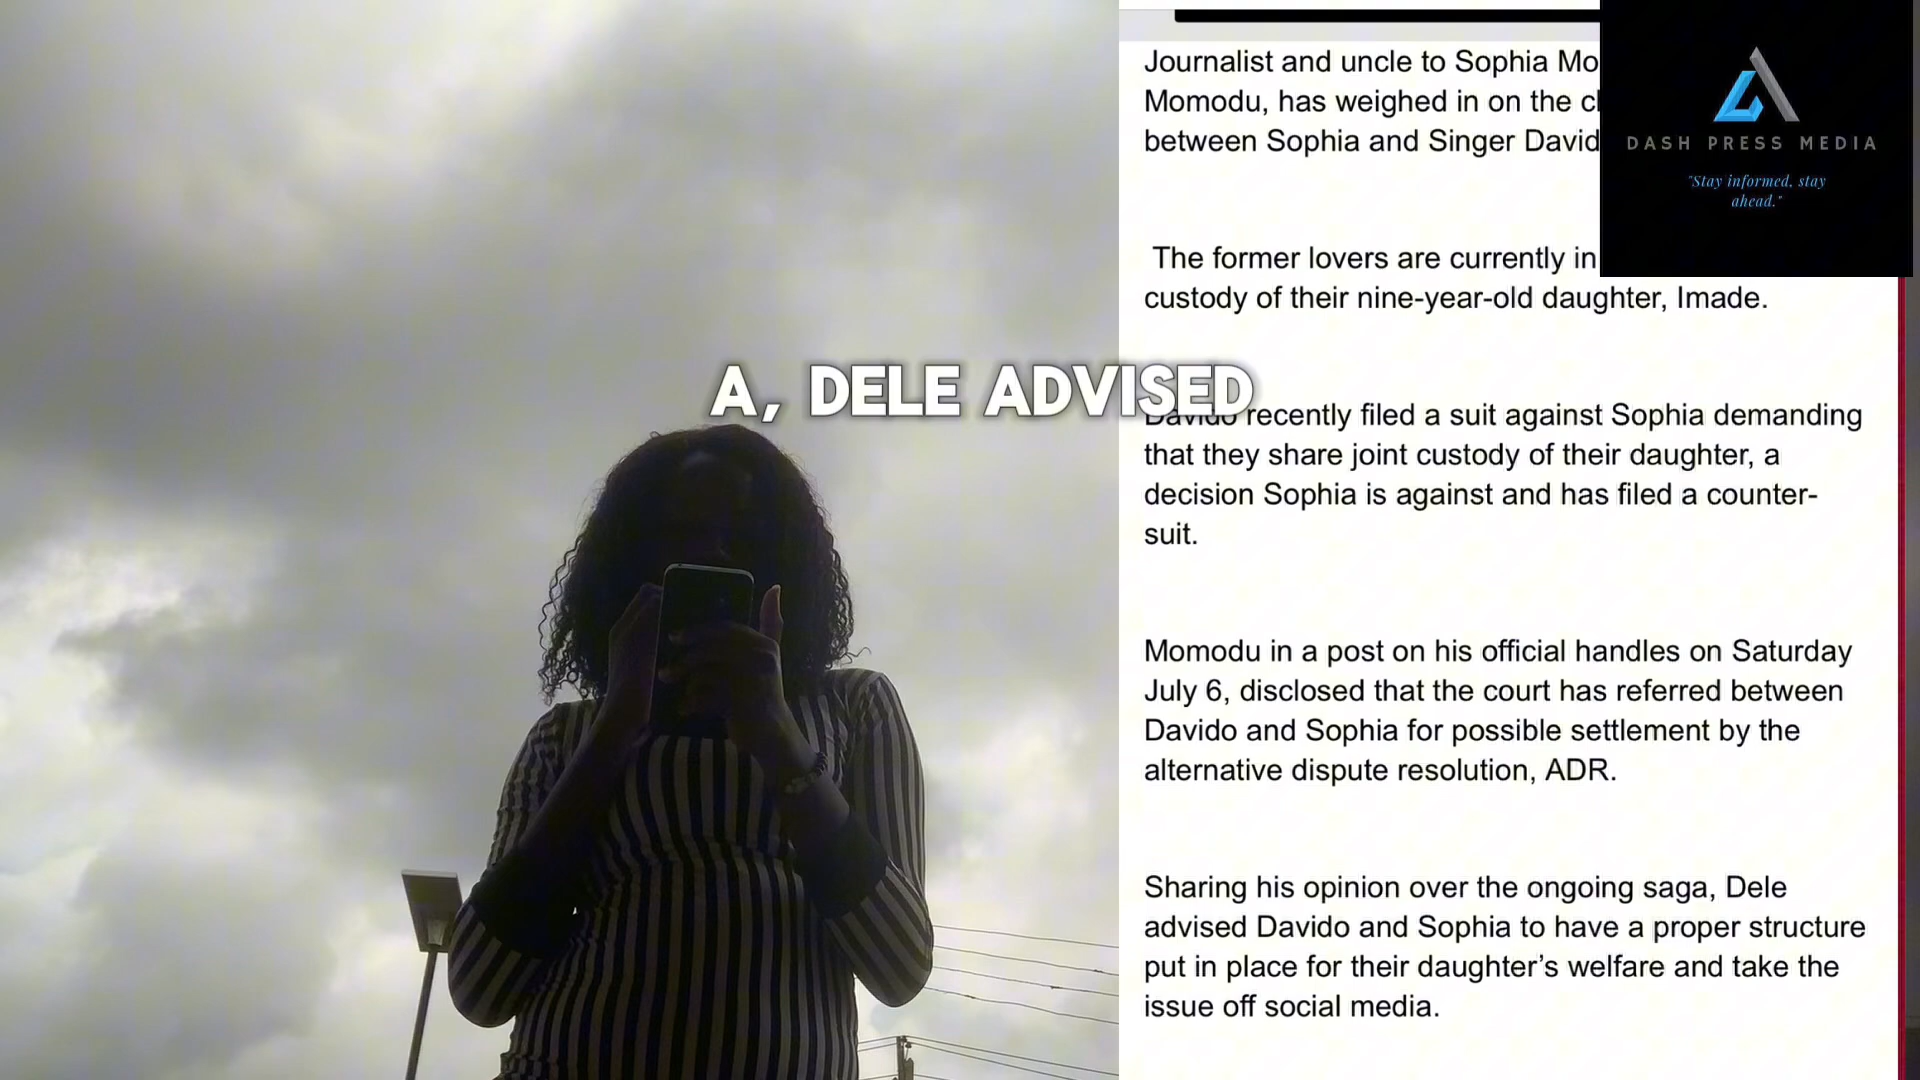 Journalist and uncle to Sophia
Momodu, has weighed in on the
between Sophia and Singer
The former lovers are currently in
custody of their nine-year-old daughter, Imade.
Davido recently filed a suit against Sophia demanding
that they share joint custody of their daughter, a
decision Sophia is against and has filed a counter-
suit.
Momodu in a post on his official handles on Saturday
July 6, disclosed that the court has referred between
Davido and Sophia for possible settlement by the
alternative dispute resolution, ADR.
Sharing his opinion over the ongoing saga, Dele
advised Davido and Sophia to have a proper structure
put in place for their daughter's welfare and take the
issue off social media.
A, DELE ADVISED
DASH PRESS MEDIA
"Stay informed, stay
ahead."